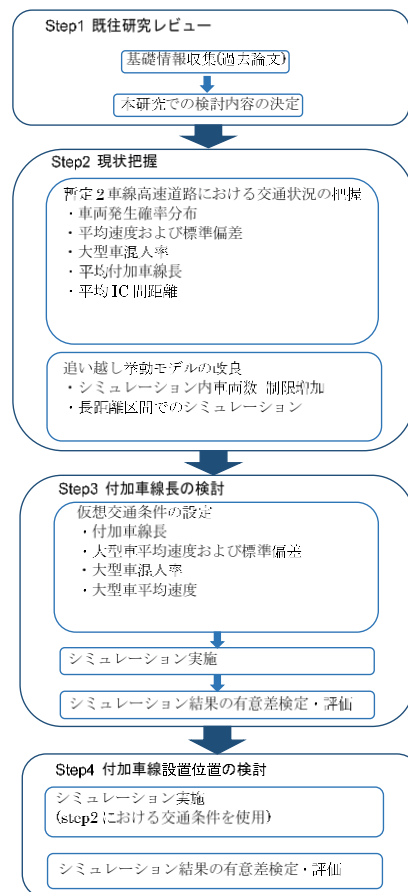 Step1 既往研究レビュー
基礎情報収集(過去論文)
本研究での検討内容の決定
Step2 現状把握
暫定2車線高速道路における交通状況の把握
・車両発生確率分布
・平均速度および標準偏差
・大型車混入率
・平均付加車線長
・平均IC間距離
追い越し挙動モデルの改良
・シミュレーション内車両数 制限増加
・長距離区間でのシミュレーション
Step3 付加車線長の検討
仮想交通条件の設定
・付加車線長
・大型車平均速度および標準偏差
・大型車混入率
・大型車平均速度
シミュレーション実施
シミュレーション結果の有意差検定・評価
Step4 付加車線設置位置の検討
シミュレーション実施
(step2における交通条件を使用)
シミュレーション結果の有意差検定・評価